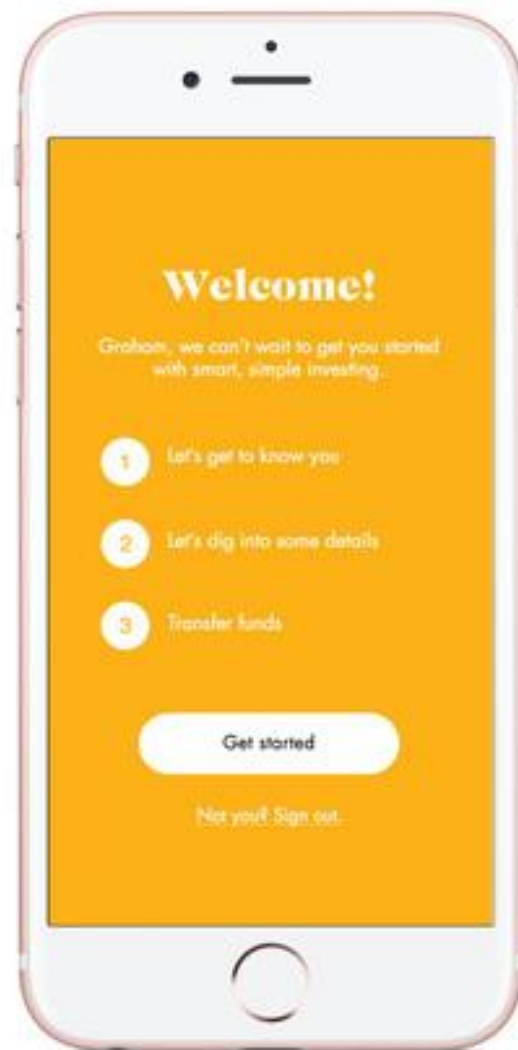 Welcome!
Graham, we can't wait to get you started
with smart, simple investing.
1 Let's get to know you
2 Let's dig into some details
3 Transfer funds
Get started
Not you? Sign out.